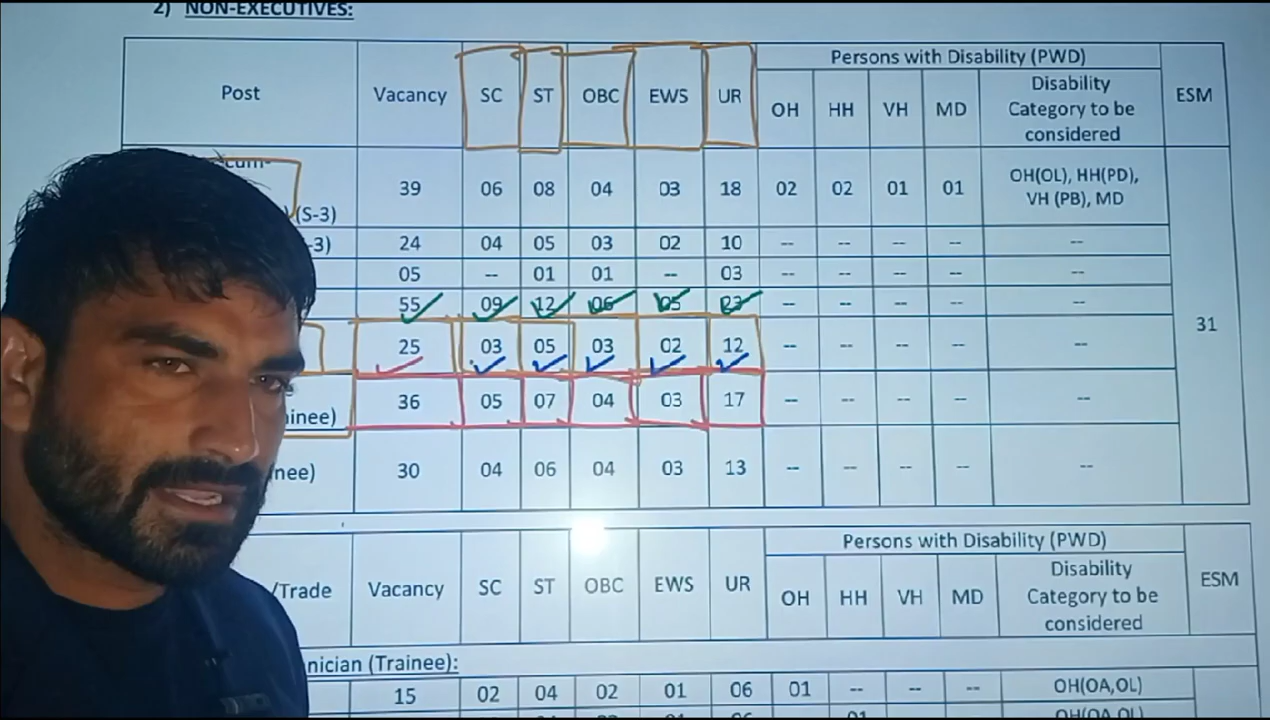 2) NON-EXECUTIVES:
Post Vacancy SC ST OBC EWS UR Persons with Disability (PWD) ESM
OH HH VH MD Disability Category to be considered
cum-
(S-3) 39 06 08 04 03 18 02 02 01 01 OH(OL), HH(PD), VH (PB), MD 31
-3) 24 04 05 03 02 10 -- -- -- -- --
05 -- 01 01 -- 03 -- -- -- -- --
55 09 12 06 05 23 -- -- -- -- --
25 03 05 03 02 12 -- -- -- -- --
inee) 36 05 07 04 03 17 -- -- -- -- --
nee) 30 04 06 04 03 13 -- -- -- -- --
/Trade Vacancy SC ST OBC EWS UR Persons with Disability (PWD) ESM
OH HH VH MD Disability Category to be considered
nician (Trainee):
15 02 04 02 01 06 01 -- -- -- OH(OA,OL)
01 OH(OA,OL)